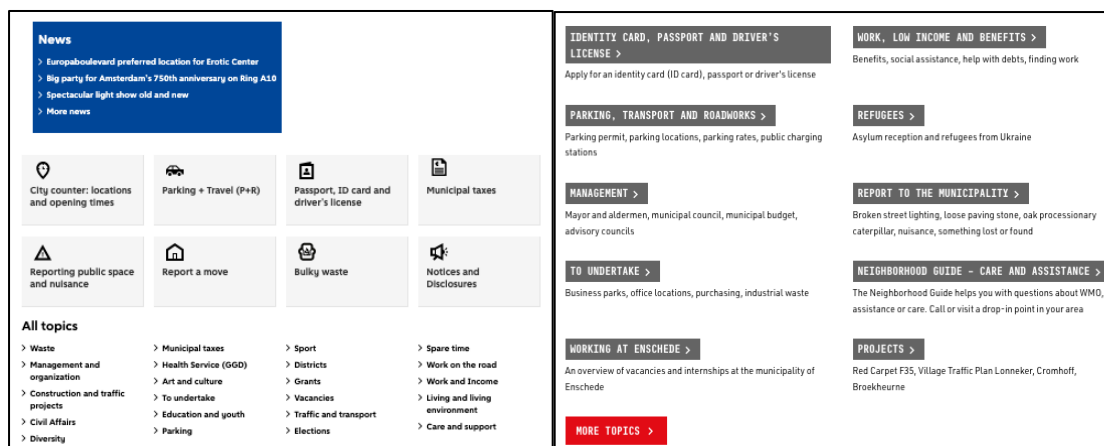 News
> Europaboulevard preferred location for Erotic Center
> Big party for Amsterdam's 750th anniversary on Ring A10
> Spectacular light show old and new
> More news
City counter: locations
and opening times
Parking + Travel (P+R)
Passport, ID card and
driver's license
Municipal taxes
Reporting public space
and nuisance
Report a move
Bulky waste
Notices and
Disclosures
All topics
> Waste
> Management and
organization
> Construction and traffic
projects
> Civil Affairs
> Diversity
> Municipal taxes
> Health Service (GGD)
> Art and culture
> To undertake
> Education and youth
> Parking
> Sport
> Districts
> Grants
> Vacancies
> Traffic and transport
> Elections
> Spare time
> Work on the road
> Work and Income
> Living and living
environment
> Care and support
IDENTITY CARD, PASSPORT AND DRIVER'S
LICENSE >
Apply for an identity card (ID card), passport or driver's license
PARKING, TRANSPORT AND ROADWORKS >
Parking permit, parking locations, parking rates, public charging
stations
MANAGEMENT >
Mayor and aldermen, municipal council, municipal budget,
advisory councils
TO UNDERTAKE >
Business parks, office locations, purchasing, industrial waste
WORKING AT ENSCHEDE >
An overview of vacancies and internships at the municipality of
Enschede
MORE TOPICS >
WORK, LOW INCOME AND BENEFITS >
Benefits, social assistance, help with debts, finding work
REFUGEES >
Asylum reception and refugees from Ukraine
REPORT TO THE MUNICIPALITY >
Broken street lighting, loose paving stone, oak processionary
caterpillar, nuisance, something lost or found
NEIGHBORHOOD GUIDE - CARE AND ASSISTANCE >
The Neighborhood Guide helps you with questions about WMO,
assistance or care. Call or visit a drop-in point in your area
PROJECTS >
Red Carpet F35, Village Traffic Plan Lonneker, Cromhoff,
Broekheurne